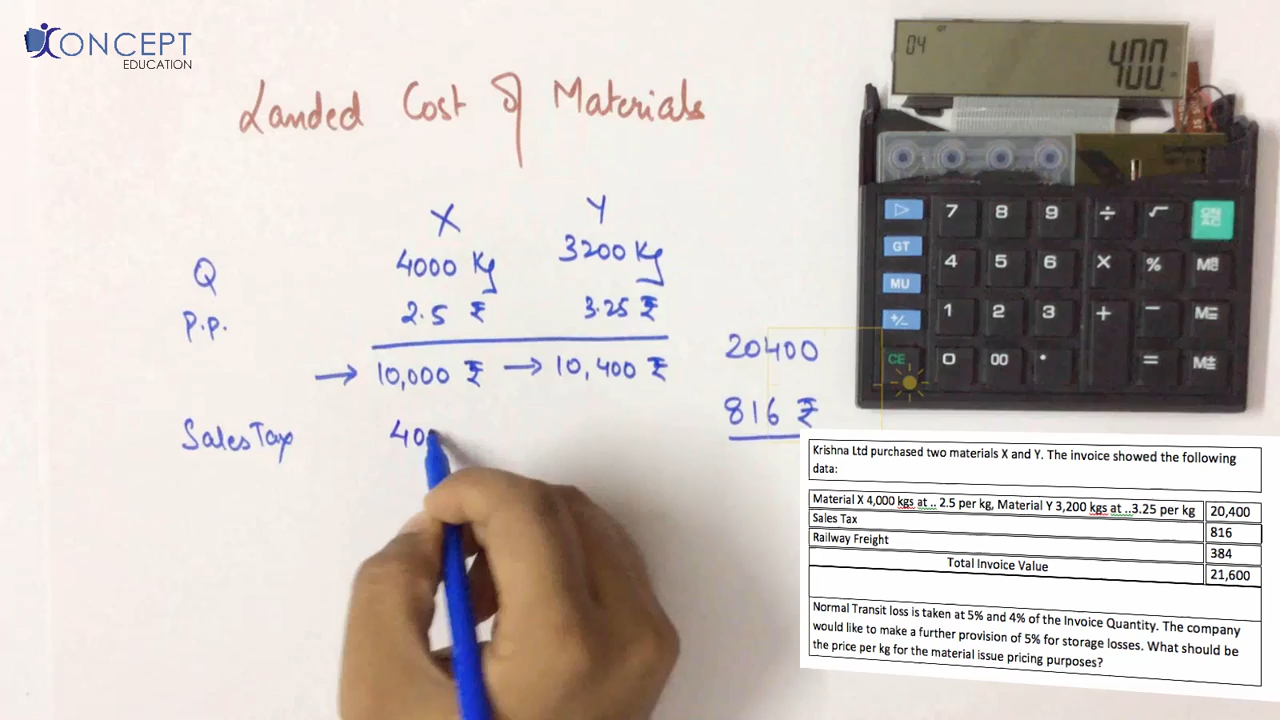 CONCEPT
EDUCATION
Landed Cost of Materials
X Y
Q 4000 Kg 3200 Kg
P.P. 2.5 ₹ 3.25 ₹
→ 10,000 ₹ → 10,400 ₹ 20400
816 ₹
Sales Tax 40
04 GT 400
▷ 7 8 9 ÷ √ ON AC
GT 4 5 6 X %
MU 1 2 3 + − M=
+/- 0 00 · = M±
CE
Krishna Ltd purchased two materials X and Y. The invoice showed the following
data:
Material X 4,000 kgs at .. 2.5 per kg, Material Y 3,200 kgs at ..3.25 per kg 20,400
Sales Tax 816
Railway Freight 384
Total Invoice Value 21,600
Normal Transit loss is taken at 5% and 4% of the Invoice Quantity. The company
would like to make a further provision of 5% for storage losses. What should be
the price per kg for the material issue pricing purposes?